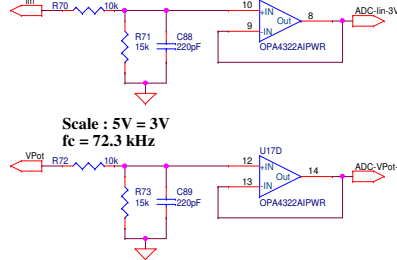 Iin
R70
10k
10
+IN
8
ADC-Iin-3V
Out
9
-IN
R71
15k
C88
220pF
OPA4322AIPWR
Scale : 5V = 3V
fc = 72.3 kHz
VPot
R72
10k
U17D
12
+IN
14
ADC-VPot-
Out
13
-IN
R73
15k
C89
220pF
OPA4322AIPWR